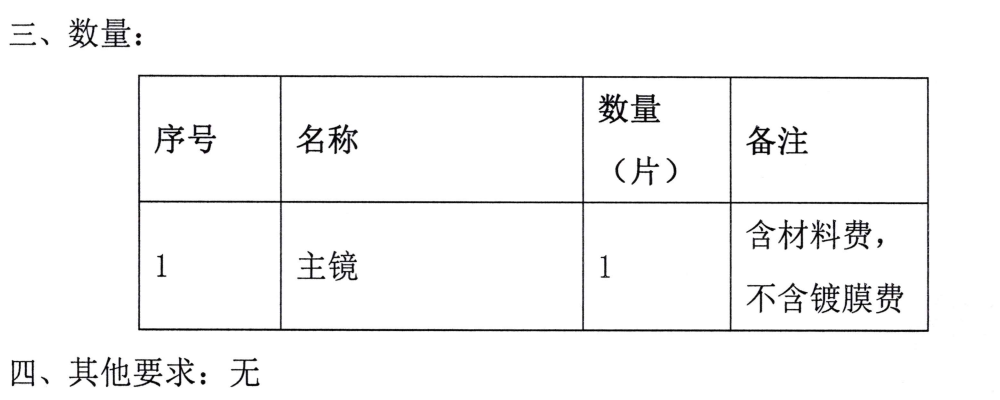 三、数量：
序号 名称 数量（片） 备注
1 主镜 1 含材料费，不含镀膜费
四、其他要求：无